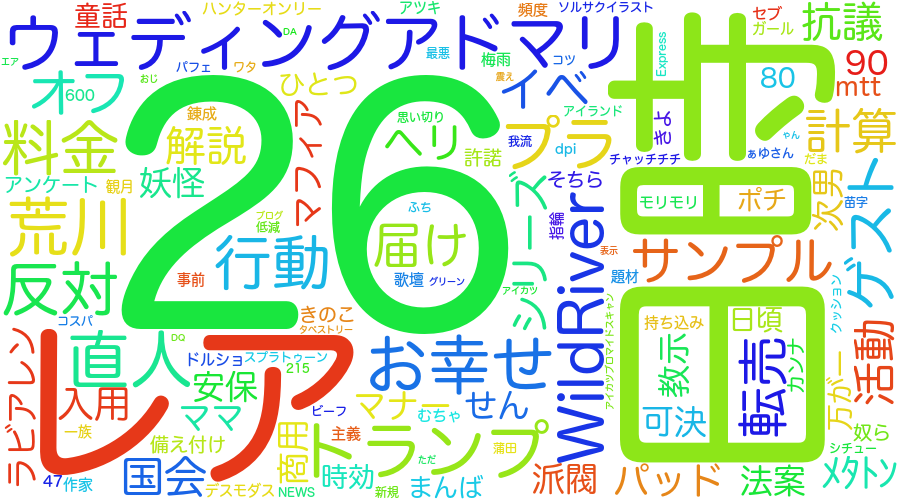 26
レア
WildRiver
ウェディングアドマリ
トランプ
お幸せ
荒川
料金
反対
直人
行動
届け
解説
ヘリ
プラ
イベ
オフ
シリーズ
ゲスト
サンプル
計算
抗議
活動
転売
教示
可決
国会
安保
妖怪
マフィア
ラビアレン
入用
ママ
マナー
せん
商用
時効
まんば
派閥
パッド
法案
メタトン
万が一
奴ら
シチュー
カンナ
日頃
持ち込み
題材
次男
ポチ
モリモリ
きよ
そちら
指輪
苗字
クッション
だま
ぁゆさん
ゃん
チャッチチチ
アイランド
dpi
我流
許諾
思い切り
震え
コツ
梅雨
頻度
ソルサクイラスト
Express
セブ
ガール
80
90
mtt
童話
ハンターオンリー
アツキ
最悪
DA
パフェ
ワタ
エア
おじ
600
ひとつ
錬成
アンケート
観月
ブログ
低減
ふち
歌壇
グリーン
アイカツ
事前
きのこ
タペストリー
コスパ
DQ
ドルショ
スプラトゥーン
215
ビーフ
むちゃ
主義
ただ
蒲田
一族
備え付け
47
作家
デスモダス
NEWS
新規
表示
アイカツブロマイドスキャン